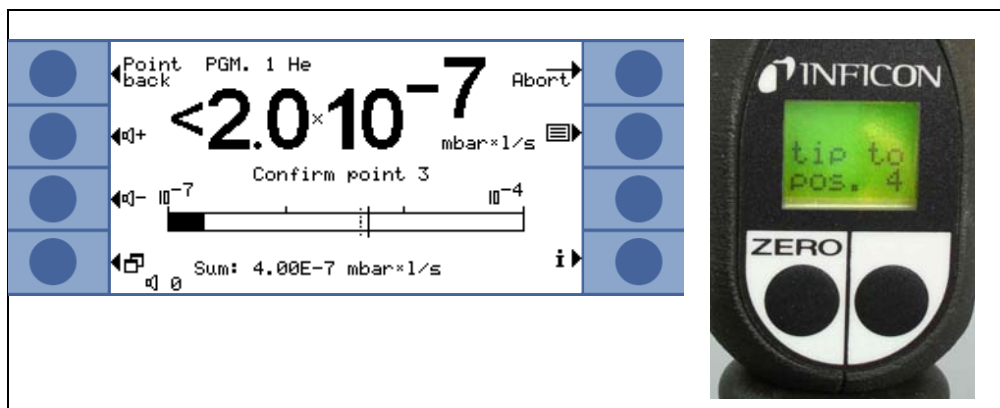 Point back PGM. 1 He Abort
<2.0×10⁻⁷
mbar*l/s
Confirm point 3
10⁻⁷ 10⁻⁴
Sum: 4.00E-7 mbar*l/s i
0
INFICON
tip to
pos. 4
ZERO